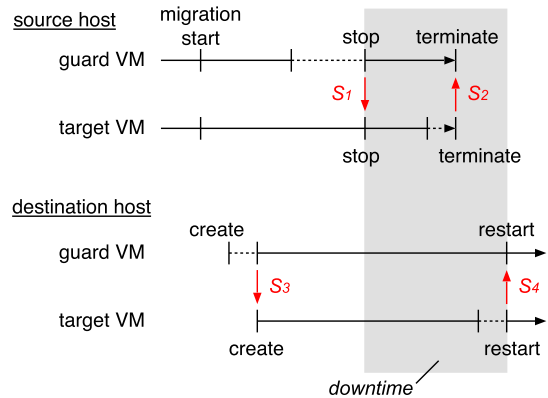 source host
migration
start
stop
terminate
guard VM
S1
S2
target VM
stop
terminate
destination host
create
restart
guard VM
S3
S4
target VM
create
restart
downtime